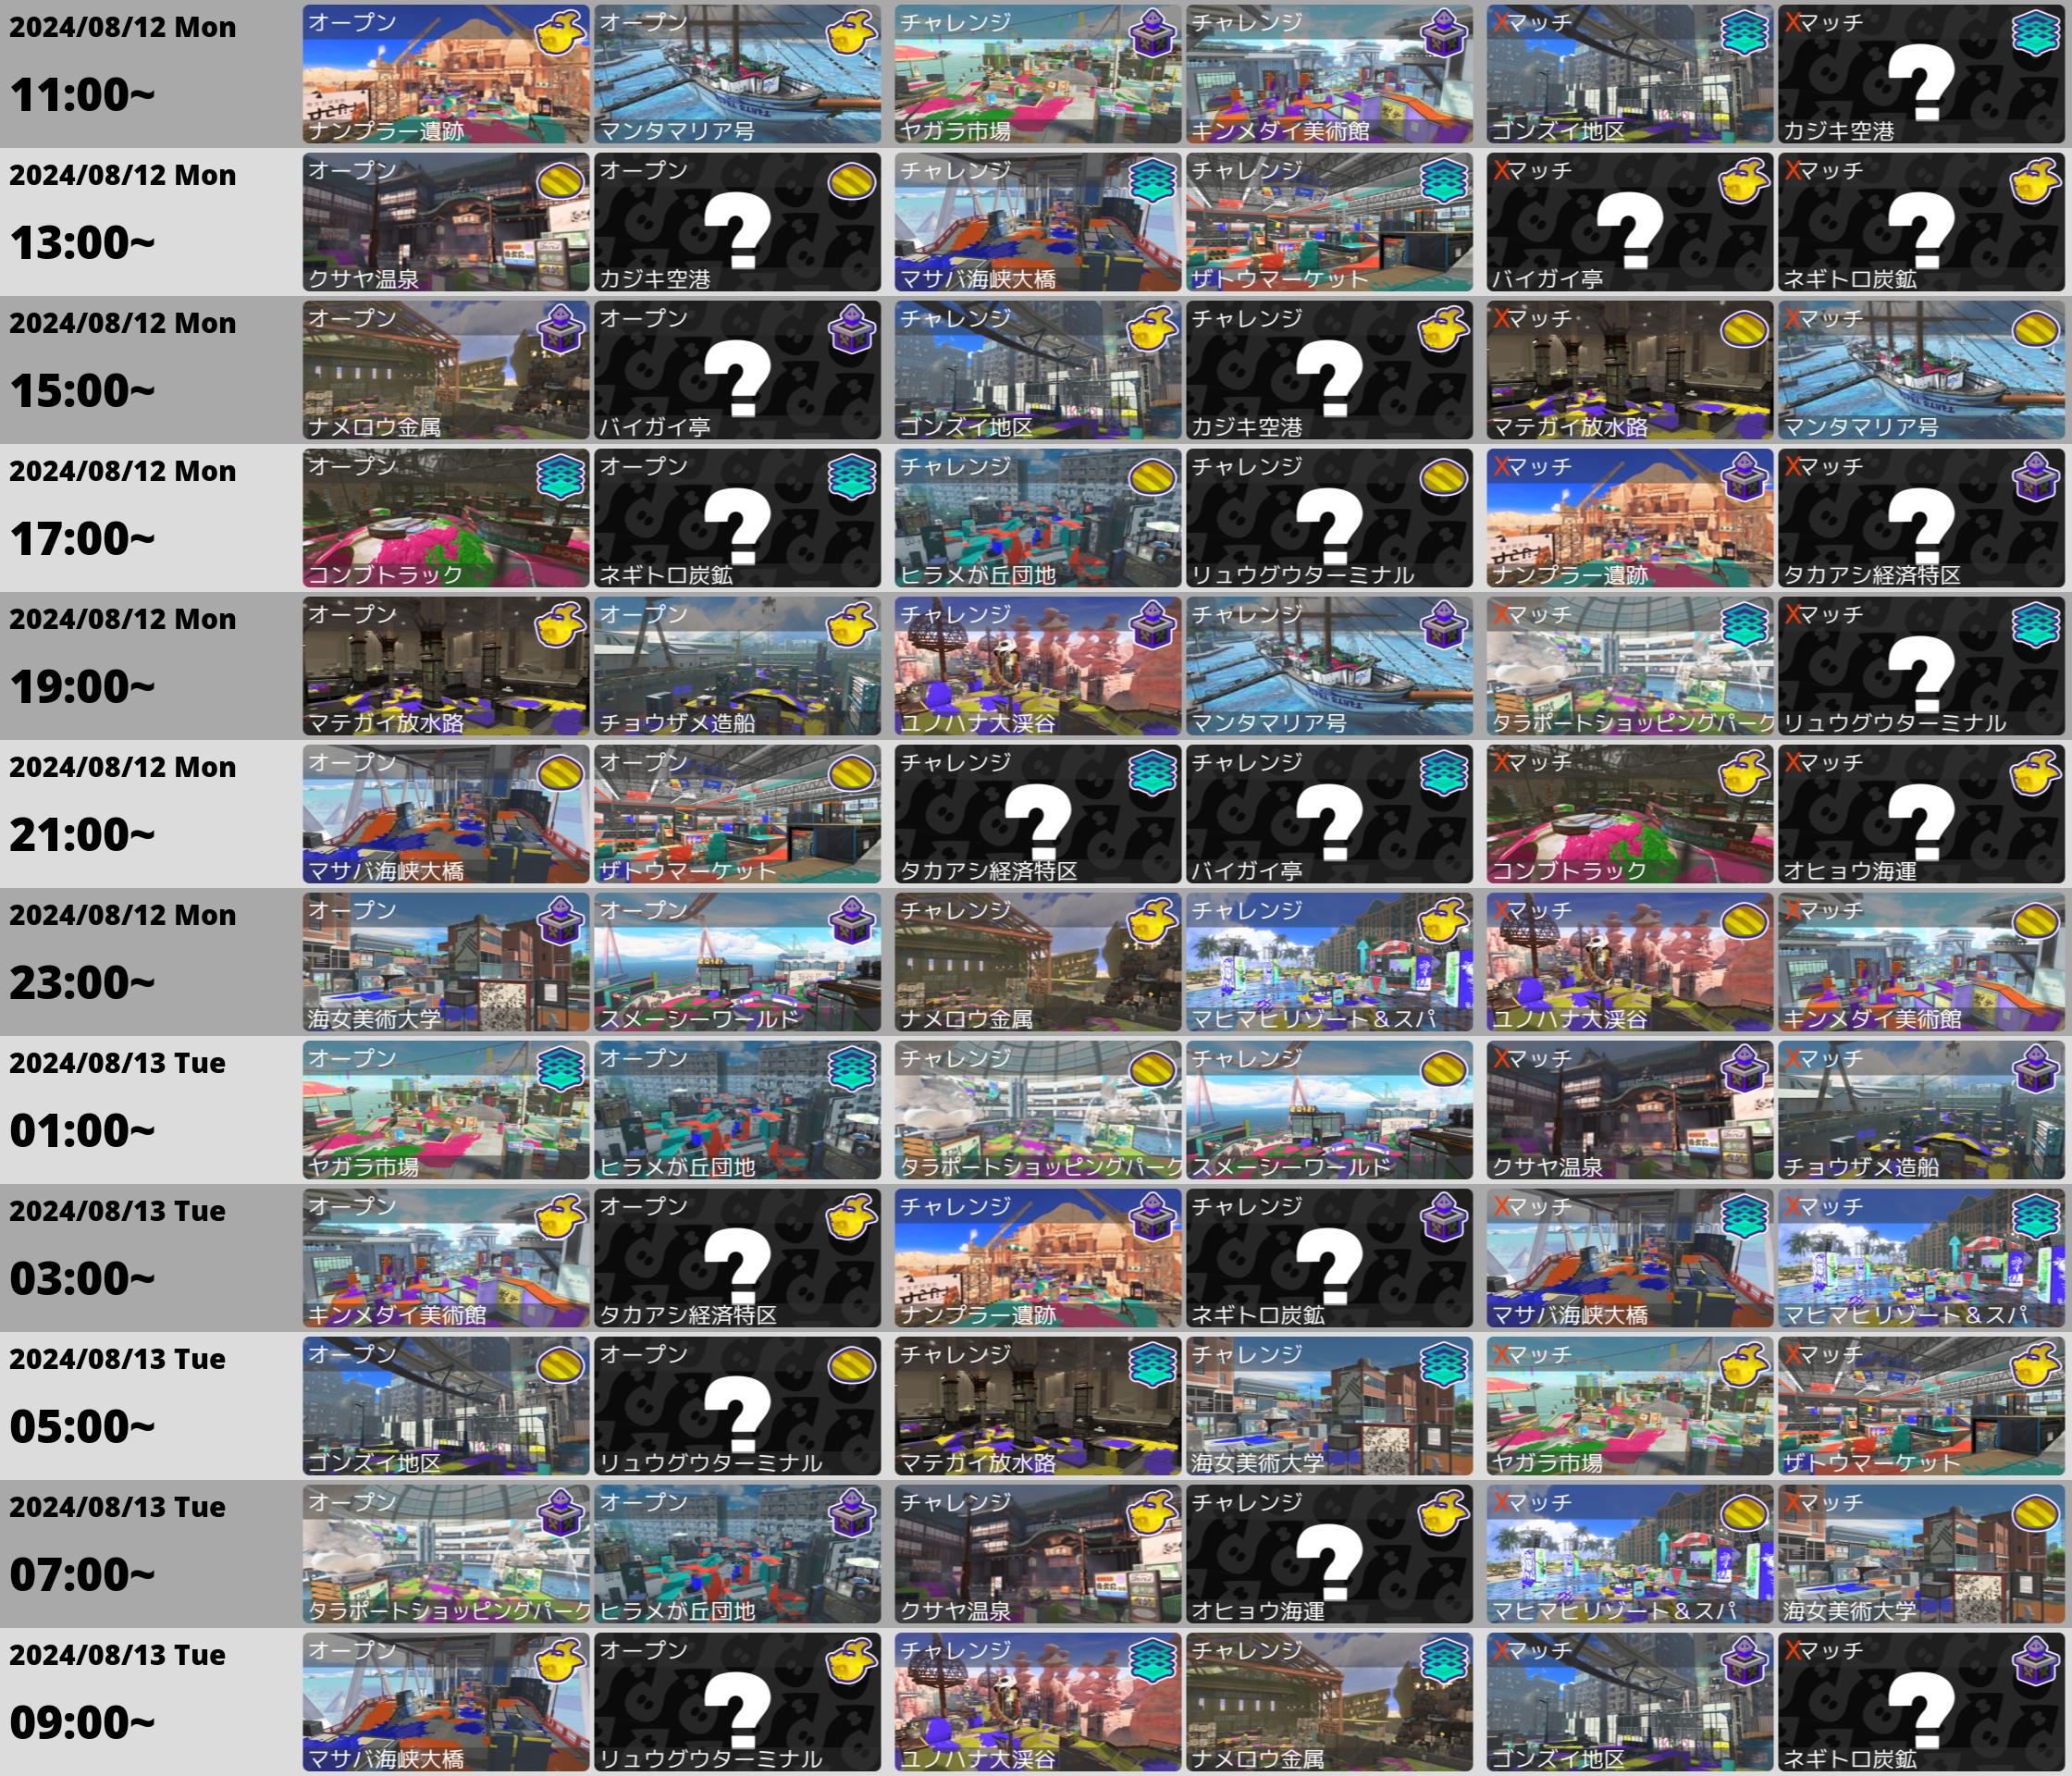 2024/08/12 Mon
11:00~
オープン
ナンプラー遺跡
オープン
マンタマリア号
チャレンジ
ヤガラ市場
チャレンジ
キンメダイ美術館
Xマッチ
ゴンズイ地区
Xマッチ
カジキ空港
2024/08/12 Mon
13:00~
オープン
クサヤ温泉
オープン
カジキ空港
チャレンジ
マサバ海峡大橋
チャレンジ
ザトウマーケット
Xマッチ
バイガイ亭
Xマッチ
ネギトロ炭鉱
2024/08/12 Mon
15:00~
オープン
ナメロウ金属
オープン
バイガイ亭
チャレンジ
ゴンズイ地区
チャレンジ
カジキ空港
Xマッチ
マテガイ放水路
Xマッチ
マンタマリア号
2024/08/12 Mon
17:00~
オープン
コンブトラック
オープン
ネギトロ炭鉱
チャレンジ
ヒラメが丘団地
チャレンジ
リュウグウターミナル
Xマッチ
ナンプラー遺跡
Xマッチ
タカアシ経済特区
2024/08/12 Mon
19:00~
オープン
マテガイ放水路
オープン
チョウザメ造船
チャレンジ
ユノハナ大渓谷
チャレンジ
マンタマリア号
Xマッチ
タラポートショッピングパーク
Xマッチ
リュウグウターミナル
2024/08/12 Mon
21:00~
オープン
マサバ海峡大橋
オープン
ザトウマーケット
チャレンジ
タカアシ経済特区
チャレンジ
バイガイ亭
Xマッチ
コンブトラック
Xマッチ
オヒョウ海運
2024/08/12 Mon
23:00~
オープン
海女美術大学
オープン
スメーシーワールド
チャレンジ
ナメロウ金属
チャレンジ
マヒマヒリゾート＆スパ
Xマッチ
ユノハナ大渓谷
Xマッチ
キンメダイ美術館
2024/08/13 Tue
01:00~
オープン
ヤガラ市場
オープン
ヒラメが丘団地
チャレンジ
タラポートショッピングパーク
チャレンジ
スメーシーワールド
Xマッチ
クサヤ温泉
Xマッチ
チョウザメ造船
2024/08/13 Tue
03:00~
オープン
キンメダイ美術館
オープン
タカアシ経済特区
チャレンジ
ナンプラー遺跡
チャレンジ
ネギトロ炭鉱
Xマッチ
マサバ海峡大橋
Xマッチ
マヒマヒリゾート＆スパ
2024/08/13 Tue
05:00~
オープン
ゴンズイ地区
オープン
リュウグウターミナル
チャレンジ
マテガイ放水路
チャレンジ
海女美術大学
Xマッチ
ヤガラ市場
Xマッチ
ザトウマーケット
2024/08/13 Tue
07:00~
オープン
タラポートショッピングパーク
オープン
ヒラメが丘団地
チャレンジ
クサヤ温泉
チャレンジ
オヒョウ海運
Xマッチ
マヒマヒリゾート＆スパ
Xマッチ
海女美術大学
2024/08/13 Tue
09:00~
オープン
マサバ海峡大橋
オープン
リュウグウターミナル
チャレンジ
ユノハナ大渓谷
チャレンジ
ナメロウ金属
Xマッチ
ゴンズイ地区
Xマッチ
ネギトロ炭鉱